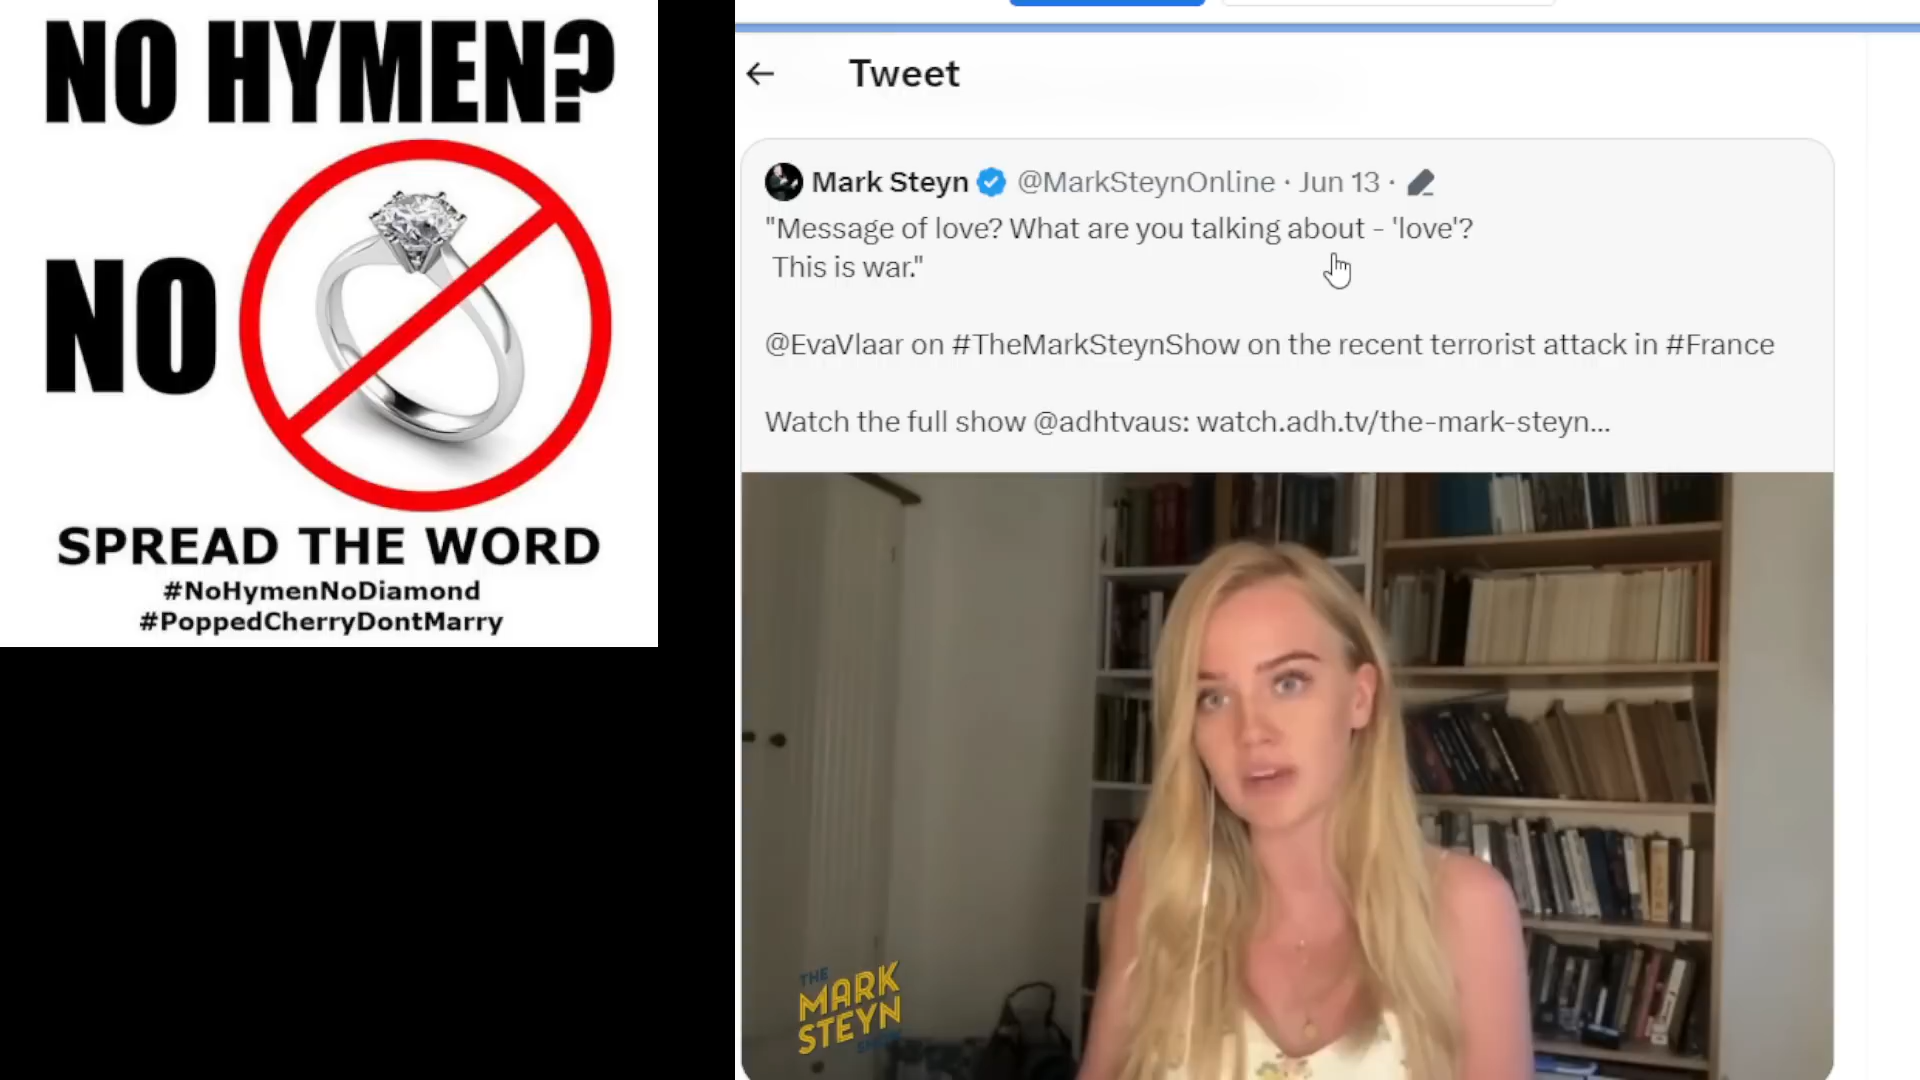 NO HYMEN?
NO
SPREAD THE WORD
#NoHymenNoDiamond
#PoppedCherryDontMarry
Tweet
Mark Steyn @MarkSteynOnline · Jun 13 ·
"Message of love? What are you talking about - 'love'?
This is war."
@EvaVlaar on #TheMarkSteynShow on the recent terrorist attack in #France
Watch the full show @adhtvaus: watch.adh.tv/the-mark-steyn...
THE
MARK
STEYN
SHOW